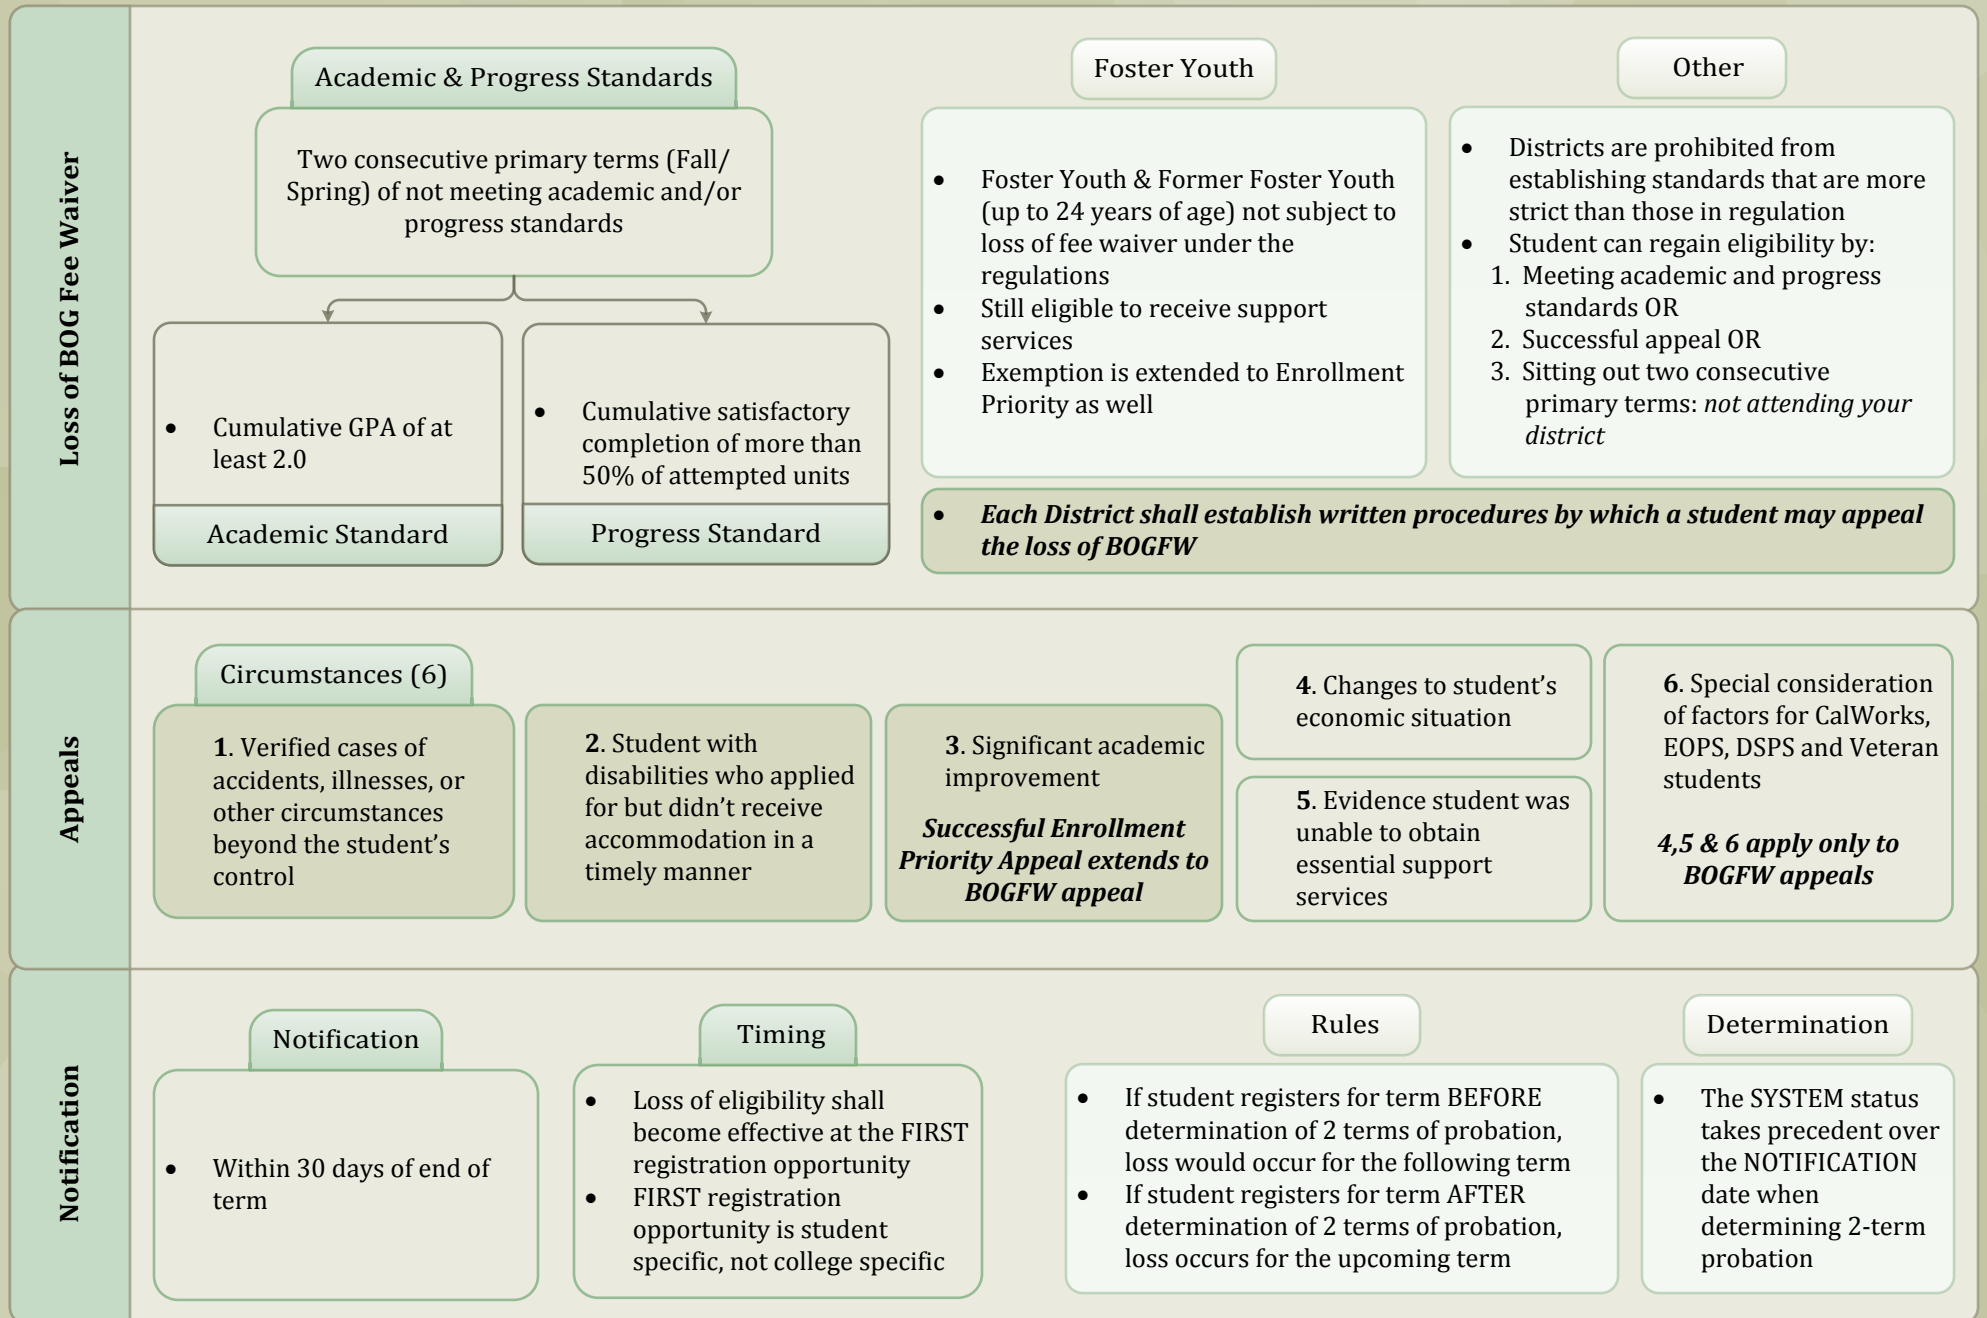 Loss of BOG Fee Waiver
Academic & Progress Standards
Two consecutive primary terms (Fall/
Spring) of not meeting academic and/or
progress standards
• Cumulative GPA of at
least 2.0
Academic Standard
• Cumulative satisfactory
completion of more than
50% of attempted units
Progress Standard
Foster Youth
• Foster Youth & Former Foster Youth
(up to 24 years of age) not subject to
loss of fee waiver under the
regulations
• Still eligible to receive support
services
• Exemption is extended to Enrollment
Priority as well
Other
• Districts are prohibited from
establishing standards that are more
strict than those in regulation
• Student can regain eligibility by:
1. Meeting academic and progress
standards OR
2. Successful appeal OR
3. Sitting out two consecutive
primary terms: not attending your
district
• Each District shall establish written procedures by which a student may appeal
the loss of BOGFW
Appeals
Circumstances (6)
1. Verified cases of
accidents, illnesses, or
other circumstances
beyond the student’s
control
2. Student with
disabilities who applied
for but didn’t receive
accommodation in a
timely manner
3. Significant academic
improvement
Successful Enrollment
Priority Appeal extends to
BOGFW appeal
4. Changes to student’s
economic situation
5. Evidence student was
unable to obtain
essential support
services
6. Special consideration
of factors for CalWorks,
EOPS, DSPS and Veteran
students
4,5 & 6 apply only to
BOGFW appeals
Notification
Notification
• Within 30 days of end of
term
Timing
• Loss of eligibility shall
become effective at the FIRST
registration opportunity
• FIRST registration
opportunity is student
specific, not college specific
Rules
• If student registers for term BEFORE
determination of 2 terms of probation,
loss would occur for the following term
• If student registers for term AFTER
determination of 2 terms of probation,
loss occurs for the upcoming term
Determination
• The SYSTEM status
takes precedent over
the NOTIFICATION
date when
determining 2-term
probation